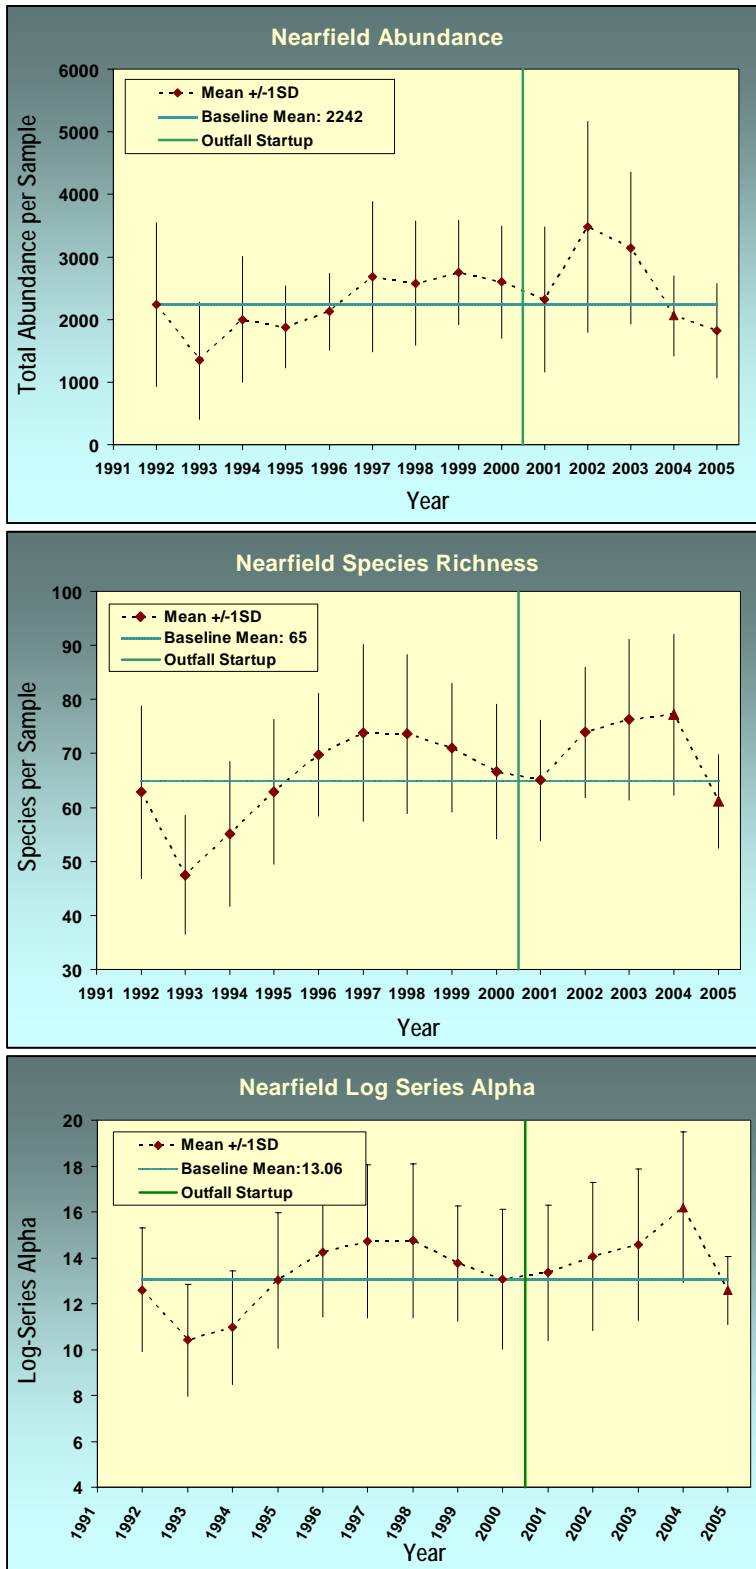 Nearfield Abundance
6000
5000
4000
3000
2000
1000
0
Total Abundance per Sample
Mean +/-1SD
Baseline Mean: 2242
Outfall Startup
1991 1992 1993 1994 1995 1996 1997 1998 1999 2000 2001 2002 2003 2004 2005
Year
Nearfield Species Richness
100
90
80
70
60
50
40
30
Species per Sample
Mean +/-1SD
Baseline Mean: 65
Outfall Startup
1991 1992 1993 1994 1995 1996 1997 1998 1999 2000 2001 2002 2003 2004 2005
Year
Nearfield Log Series Alpha
20
18
16
14
12
10
8
6
4
Log-Series Alpha
Mean +/-1SD
Baseline Mean:13.06
Outfall Startup
1991 1992 1993 1994 1995 1996 1997 1998 1999 2000 2001 2002 2003 2004 2005
Year